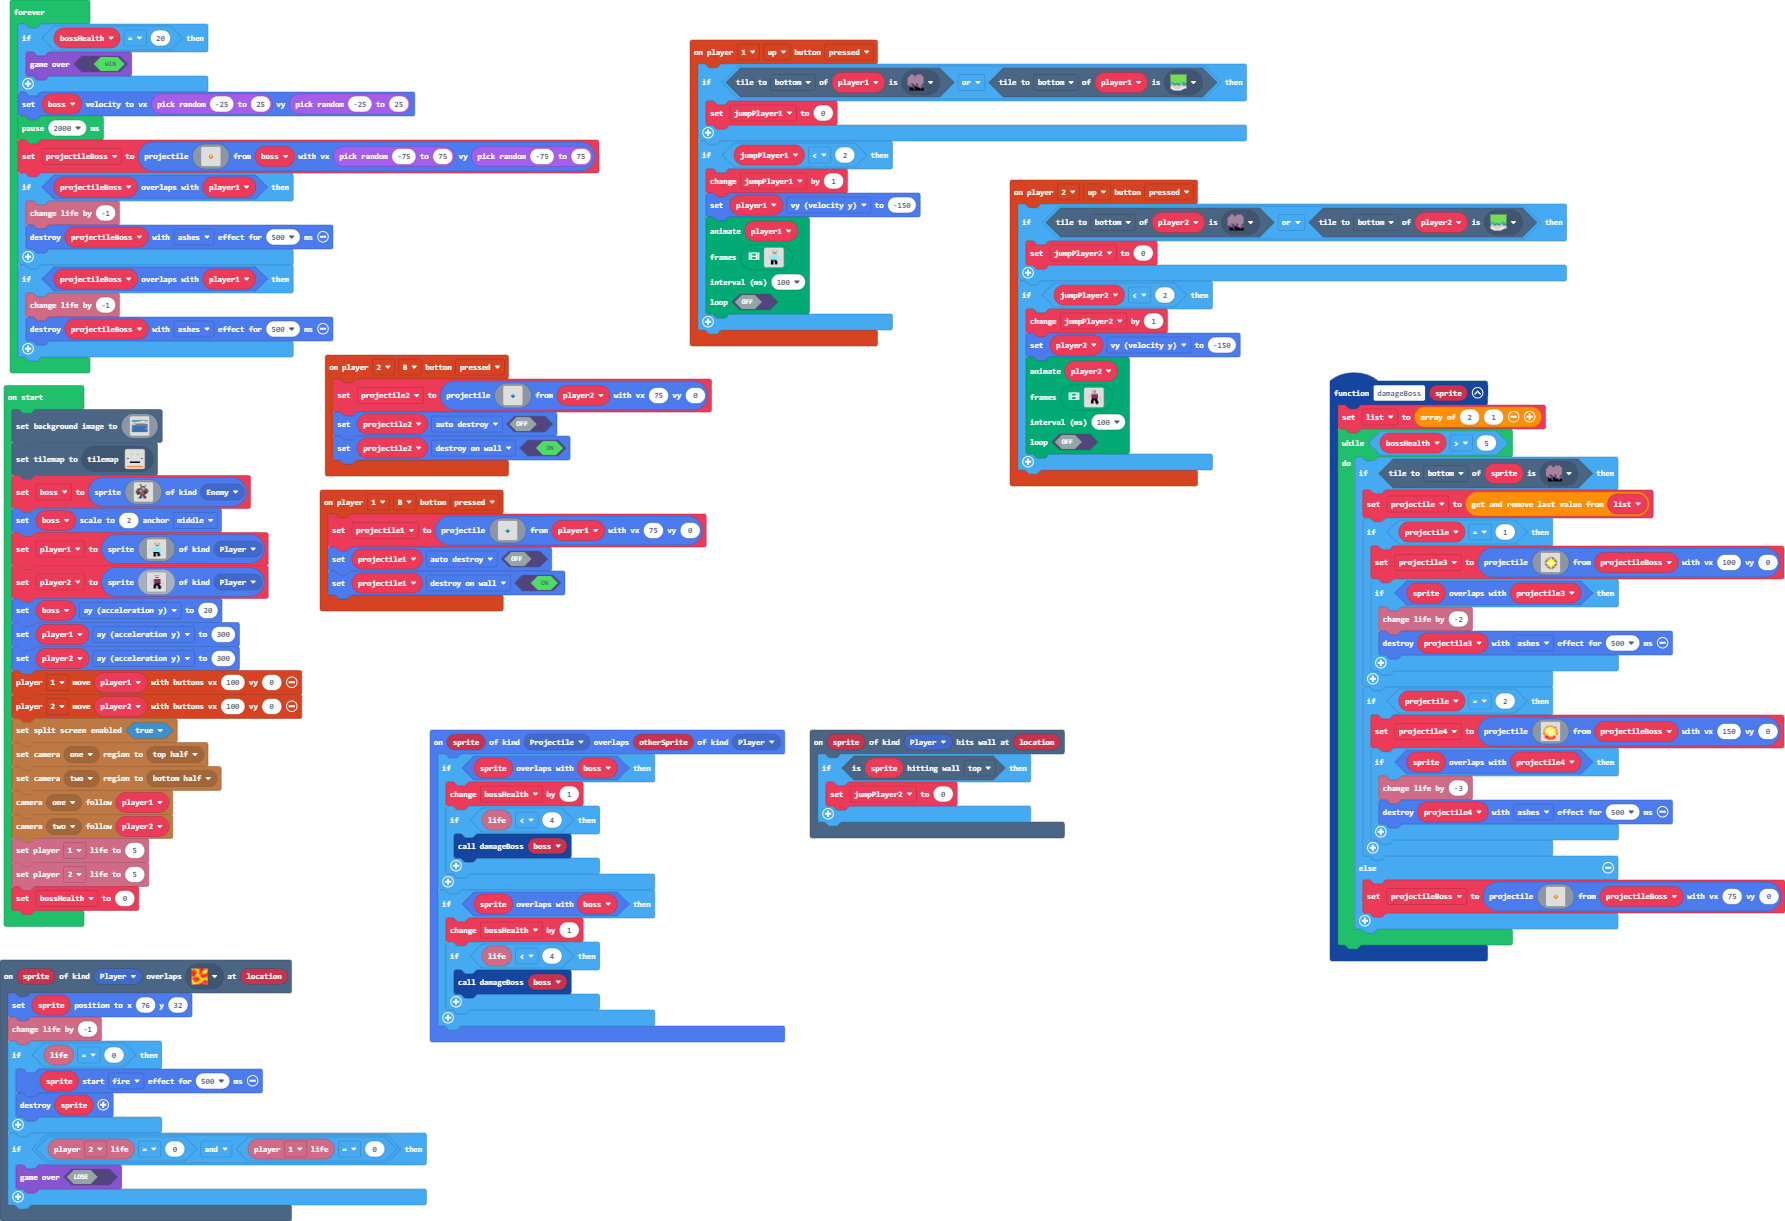 forever
if bossHealth = 20 then
game over WIN
set boss velocity to vx pick random -25 to 25 vy pick random -25 to 25
pause 2000 ms
set projectileBoss to projectile from boss with vx pick random -75 to 75 vy pick random -75 to 75
if projectileBoss overlaps with player1 then
change life by -1
destroy projectileBoss with ashes effect for 500 ms
if projectileBoss overlaps with player1 then
change life by -1
destroy projectileBoss with ashes effect for 500 ms
on start
set background image to
set tilemap to tilemap
set boss to sprite of kind Enemy
set boss scale to 2 anchor middle
set player1 to sprite of kind Player
set player2 to sprite of kind Player
set boss ay (acceleration y) to 20
set player1 ay (acceleration y) to 300
set player2 ay (acceleration y) to 300
player 1 move player1 with buttons vx 100 vy 0
player 2 move player2 with buttons vx 100 vy 0
set split screen enabled true
set camera one region to top half
set camera two region to bottom half
camera one follow player1
camera two follow player2
set player 1 life to 5
set player 2 life to 5
set bossHealth to 0
on sprite of kind Player overlaps at location
set sprite position to x 76 y 32
change life by -1
if life = 0 then
sprite start fire effect for 500 ms
destroy sprite
if player 2 life = 0 and player 1 life = 0 then
game over LOSE
on player 2 B button pressed
set projectile2 to projectile from player2 with vx 75 vy 0
set projectile2 auto destroy OFF
set projectile2 destroy on wall ON
on player 1 B button pressed
set projectile1 to projectile from player1 with vx 75 vy 0
set projectile1 auto destroy OFF
set projectile1 destroy on wall ON
on sprite of kind Projectile overlaps otherSprite of kind Player
if sprite overlaps with boss then
change bossHealth by 1
if life < 4 then
call damageBoss boss
if sprite overlaps with boss then
change bossHealth by 1
if life < 4 then
call damageBoss boss
on player 1 up button pressed
if tile to bottom of player1 is or tile to bottom of player1 is then
set jumpPlayer1 to 0
if jumpPlayer1 < 2 then
change jumpPlayer1 by 1
set player1 vy (velocity y) to -150
animate player1
frames
interval (ms) 100
loop OFF
on sprite of kind Player hits wall at location
if is sprite hitting wall top then
set jumpPlayer2 to 0
on player 2 up button pressed
if tile to bottom of player2 is or tile to bottom of player2 is then
set jumpPlayer2 to 0
if jumpPlayer2 < 2 then
change jumpPlayer2 by 1
set player2 vy (velocity y) to -150
animate player2
frames
interval (ms) 100
loop OFF
function damageBoss sprite
set list to array of 2 1
while bossHealth > 5
do if tile to bottom of sprite is then
set projectile to get and remove last value from list
if projectile = 1 then
set projectile3 to projectile from projectileBoss with vx 100 vy 0
if sprite overlaps with projectile3 then
change life by -2
destroy projectile3 with ashes effect for 500 ms
if projectile = 2 then
set projectile4 to projectile from projectileBoss with vx 150 vy 0
if sprite overlaps with projectile4 then
change life by -3
destroy projectile4 with ashes effect for 500 ms
else
set projectileBoss to projectile from projectileBoss with vx 75 vy 0